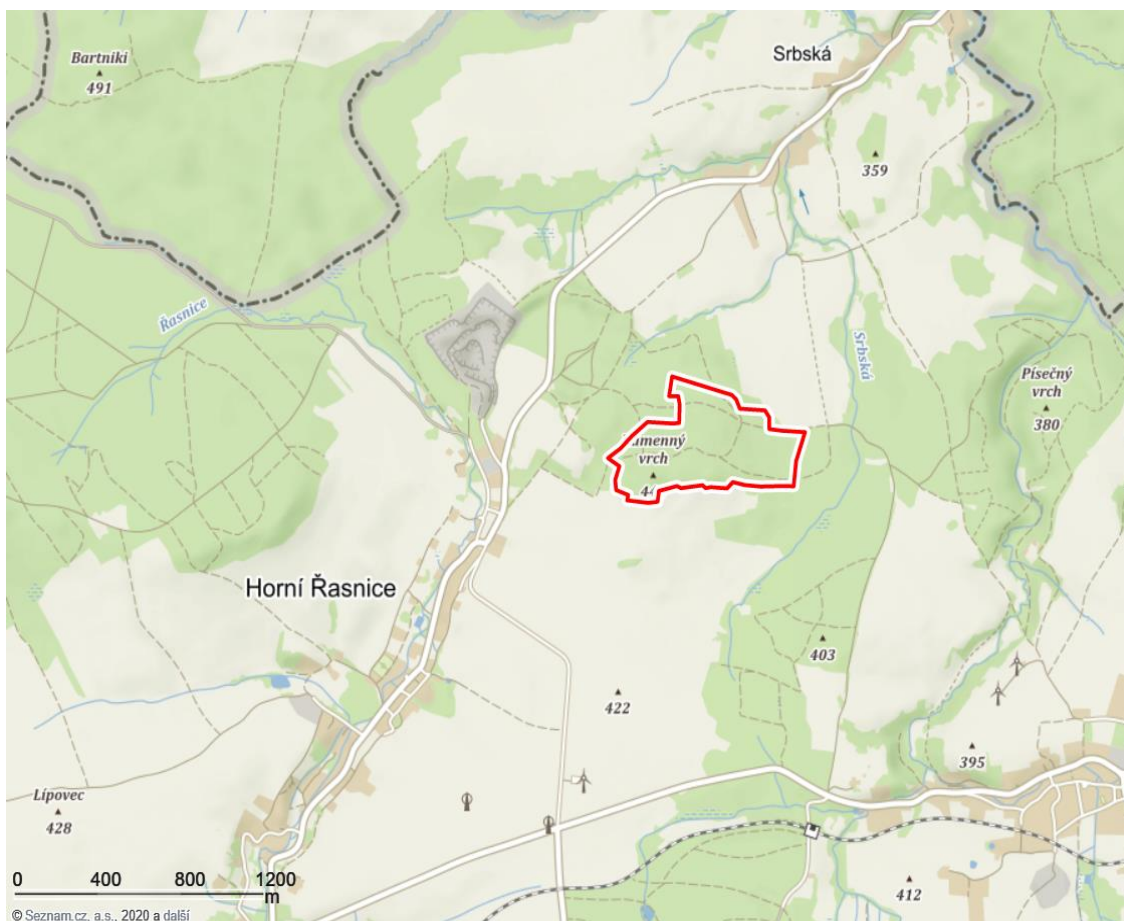 Srbská
Bartniki
491
359
Řasnice
Srbská
Písečný
vrch
380
vrch
Horní Řasnice
403
422
395
Lípovec
428
412
0 400 800 1200
m
© Seznam.cz, a.s., 2020 a další